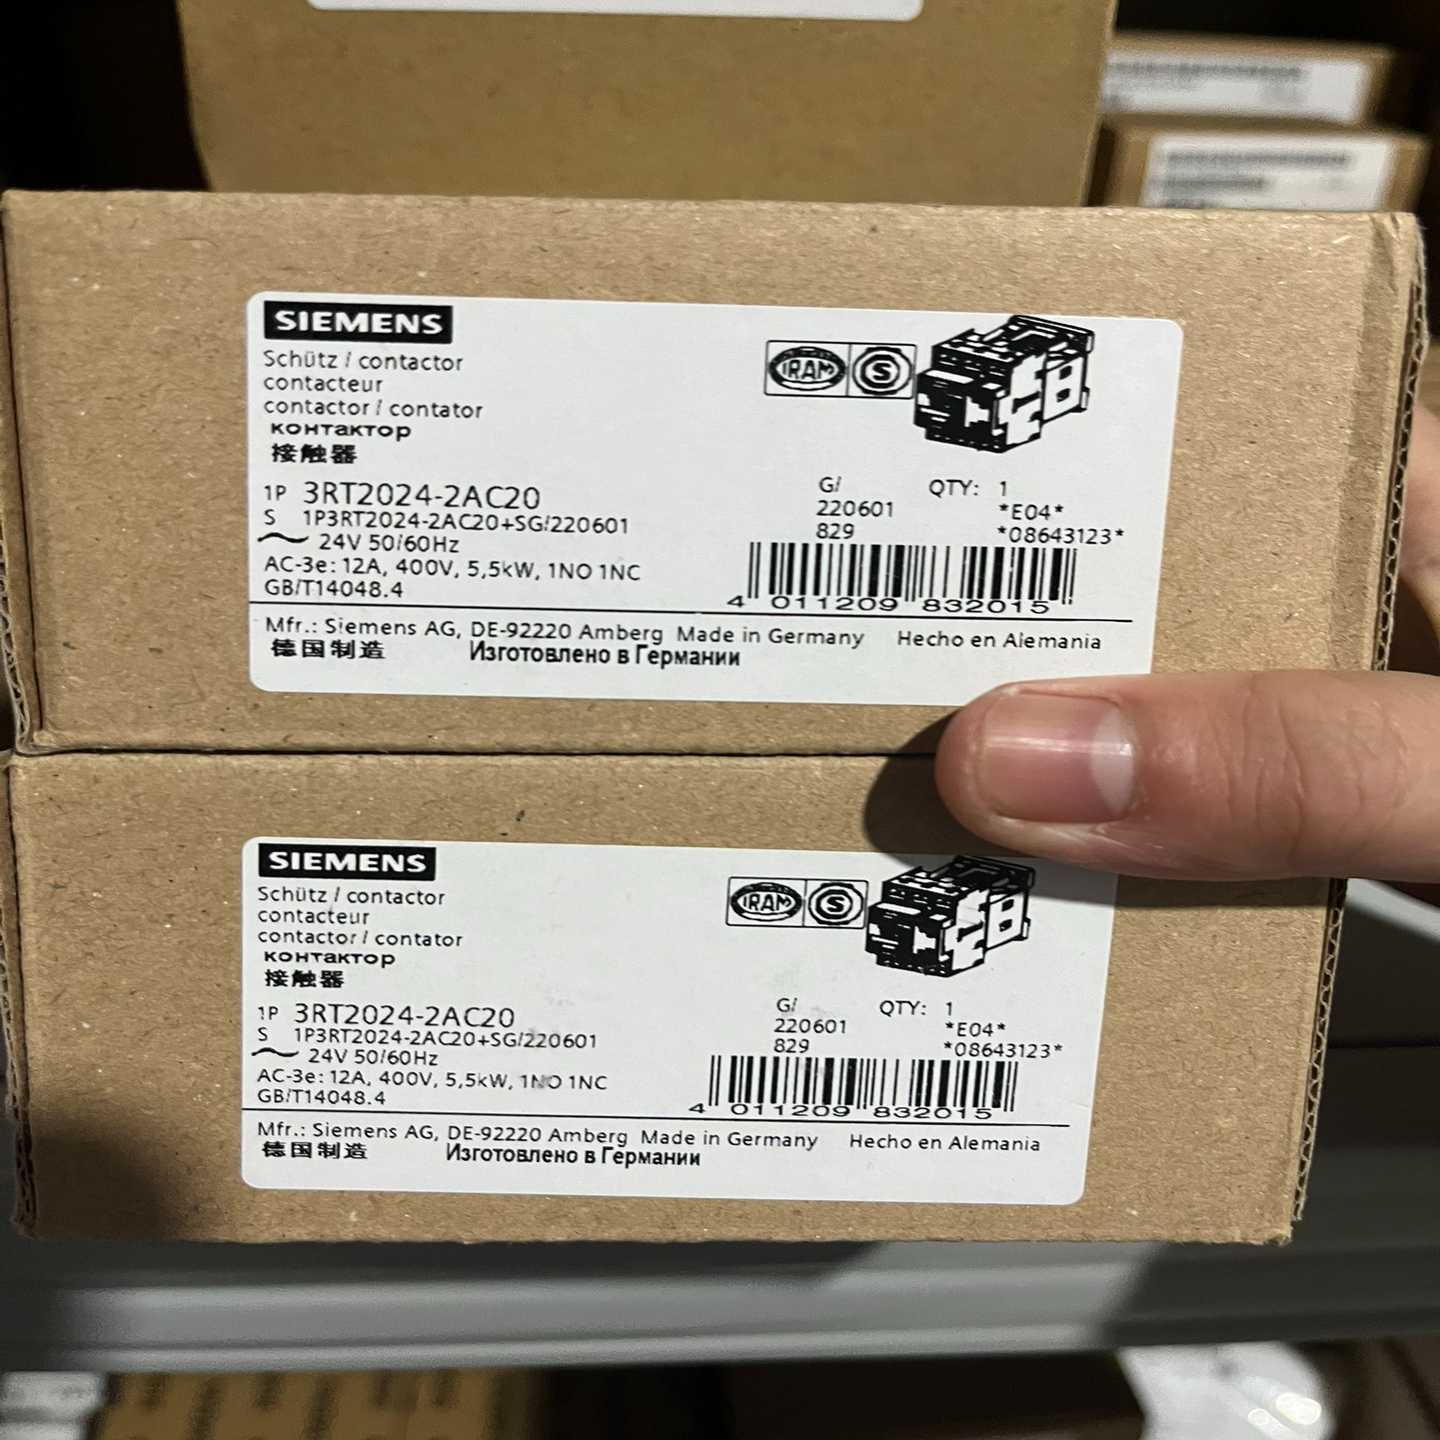 SIEMENS
Schütz / contactor
contacteur
contactor / contator
контактор
接触器
IRAM S
1P 3RT2024-2AC20
S 1P3RT2024-2AC20+SG/220601
24V 50/60Hz
AC-3e: 12A, 400V, 5,5kW, 1NO 1NC
GB/T14048.4
G/ QTY: 1
220601 *E04*
829 *08643123*
4 011209 832015
Mfr.: Siemens AG, DE-92220 Amberg Made in Germany Hecho en Alemania
德国制造 Изготовлено в Германии
SIEMENS
Schütz / contactor
contacteur
contactor / contator
контактор
接触器
IRAM S
1P 3RT2024-2AC20
S 1P3RT2024-2AC20+SG/220601
24V 50/60Hz
AC-3e: 12A, 400V, 5,5kW, 1NO 1NC
GB/T14048.4
G/ QTY: 1
220601 *E04*
829 *08643123*
4 011209 832015
Mfr.: Siemens AG, DE-92220 Amberg Made in Germany Hecho en Alemania
德国制造 Изготовлено в Германии